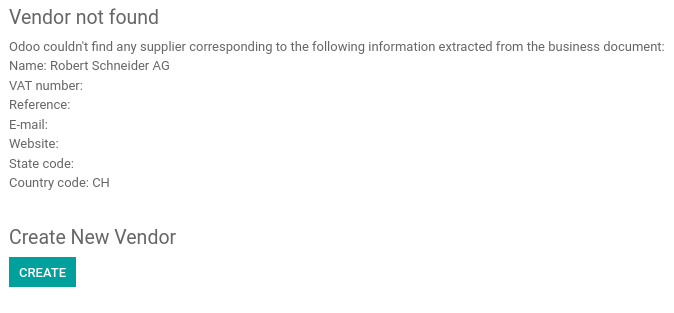 Vendor not found
Odoo couldn't find any supplier corresponding to the following information extracted from the business document:
Name: Robert Schneider AG
VAT number:
Reference:
E-mail:
Website:
State code:
Country code: CH
Create New Vendor
CREATE